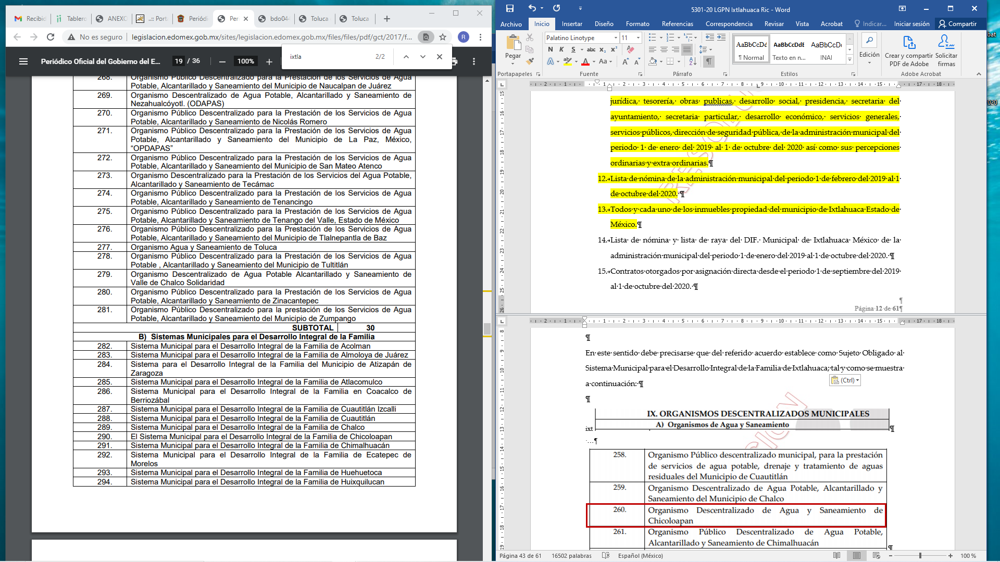 Recibid
Tablero
ANEXO
..:: Porta
Periódi
Per
bdo044
Toluca
Toluca
No es seguro
legislacion.edomex.gob.mx/sites/legislacion.edomex.gob.mx/files/files/pdf/gct/2017/f...
R
Periódico Oficial del Gobierno del E...
19 / 36
100%
ixtla
2/2
268. Organismo Público Descentralizado para la Prestación de los Servicios de Agua
Potable, Alcantarillado y Saneamiento del Municipio de Naucalpan de Juárez
269. Organismo Descentralizado de Agua Potable, Alcantarillado y Saneamiento de
Nezahualcóyotl. (ODAPAS)
270. Organismo Público Descentralizado para la Prestación de los Servicios de Agua
Potable, Alcantarillado y Saneamiento de Nicolás Romero
271. Organismo Público Descentralizado para la Prestación de los Servicios de Agua
Potable, Alcantarillado y Saneamiento del Municipio de La Paz, México,
“OPDAPAS”
272. Organismo Público Descentralizado para la Prestación de los Servicios de Agua
Potable, Alcantarillado y Saneamiento del Municipio de San Mateo Atenco
273. Organismo Descentralizado para la Prestación de los Servicios del Agua Potable,
Alcantarillado y Saneamiento de Tecámac
274. Organismo Público Descentralizado para la Prestación de los Servicios de Agua
Potable, Alcantarillado y Saneamiento de Tenancingo
275. Organismo Público Descentralizado para la Prestación de los Servicios de Agua
Potable, Alcantarillado y Saneamiento de Tenango del Valle, Estado de México
276. Organismo Público Descentralizado para la Prestación de los Servicios de Agua
Potable, Alcantarillado y Saneamiento del Municipio de Tlalnepantla de Baz
277. Organismo Agua y Saneamiento de Toluca
278. Organismo Público Descentralizado para la Prestación de los Servicios de Agua
Potable , Alcantarillado y Saneamiento del Municipio de Tultitlán
279. Organismo Descentralizado de Agua Potable Alcantarillado y Saneamiento de
Valle de Chalco Solidaridad
280. Organismo Público Descentralizado para la Prestación de los Servicios de Agua
Potable, Alcantarillado y Saneamiento de Zinacantepec
281. Organismo Público Descentralizado para la prestación de los Servicios de Agua
Potable, Alcantarillado y Saneamiento del Municipio de Zumpango
SUBTOTAL 30
B) Sistemas Municipales para el Desarrollo Integral de la Familia
282. Sistema Municipal para el Desarrollo Integral de la Familia de Acolman
283. Sistema Municipal para el Desarrollo Integral de la Familia de Almoloya de Juárez
284. Sistema para el Desarrollo Integral de la Familia del Municipio de Atizapán de
Zaragoza
285. Sistema Municipal para el Desarrollo Integral de la Familia de Atlacomulco
286. Sistema Municipal para el Desarrollo Integral de la Familia en Coacalco de
Berriozábal
287. Sistema Municipal para el Desarrollo Integral de la Familia de Cuautitlán Izcalli
288. Sistema Municipal para el Desarrollo Integral de la Familia de Cuautitlán
289. Sistema Municipal para el Desarrollo Integral de la Familia de Chalco
290. El Sistema Municipal para el Desarrollo Integral de la Familia de Chicoloapan
291. Sistema Municipal para el Desarrollo Integral de la Familia de Chimalhuacán
292. Sistema Municipal para el Desarrollo Integral de la Familia de Ecatepec de
Morelos
293. Sistema Municipal para el Desarrollo Integral de la Familia de Huehuetoca
294. Sistema Municipal para el Desarrollo Integral de la Familia de Huixquilucan
5301-20 LGPN Ixtlahuaca Ric - Word
Archivo Inicio Insertar Diseño Formato Referencias Correspondencia Revisar Vista Acrobat Indicar... Iniciar sesión Compartir
Pegar
Palatino Linotype 11
N K S abc x₂ x²
AaBbCcDc AaBbCcDdE AaBbCcDc
¶ Normal Texto en n... INAI
Edición
Crear y compartir
PDF de Adobe
Solicitar
firmas
Portapapeles Fuente Párrafo Estilos Adobe Acrobat
jurídica, tesorería, obras publicas, desarrollo social, presidencia, secretaria del
ayuntamiento, secretaria particular, desarrollo económico, servicios generales,
servicios públicos, dirección de seguridad pública, de la administración municipal del
periodo 1 de enero del 2019 al 1 de octubre del 2020 así como sus percepciones
ordinarias y extra ordinarias.¶
12. Lista de nómina de la administración municipal del periodo 1 de febrero del 2019 al 1
de octubre del 2020. ¶
13. Todos y cada uno de los inmuebles propiedad del municipio de Ixtlahuaca Estado de
México.¶
14. Lista de nómina y lista de raya del DIF. Municipal de Ixtlahuaca México de la
administración municipal del periodo 1 de enero del 2019 al 1 de octubre del 2020. ¶
15. Contratos otorgados por asignación directa desde el periodo 1 de septiembre del 2019
al 1 de octubre del 2020. ¶
¶
Página 12 de 61¶
¶
En este sentido debe precisarse que del referido acuerdo establece como Sujeto Obligado al
Sistema Municipal para el Desarrollo Integral de la Familia de Ixtlahuaca; tal y como se muestra
a continuación: ¶
(Ctrl)
¶
IX. ORGANISMOS DESCENTRALIZADOS MUNICIPALES
A) Organismos de Agua y Saneamiento
ixt ¶
...¶
258. Organismo Público descentralizado municipal, para la prestación
de servicios de agua potable, drenaje y tratamiento de aguas
residuales del Municipio de Cuautitlán
259. Organismo Descentralizado de Agua Potable, Alcantarillado y
Saneamiento del Municipio de Chalco
260. Organismo Descentralizado de Agua y Saneamiento de
Chicoloapan
261. Organismo Público Descentralizado de Agua Potable,
Alcantarillado y Saneamiento de Chimalhuacán
¶
Página 43 de 61 16502 palabras Español (México) 100 %